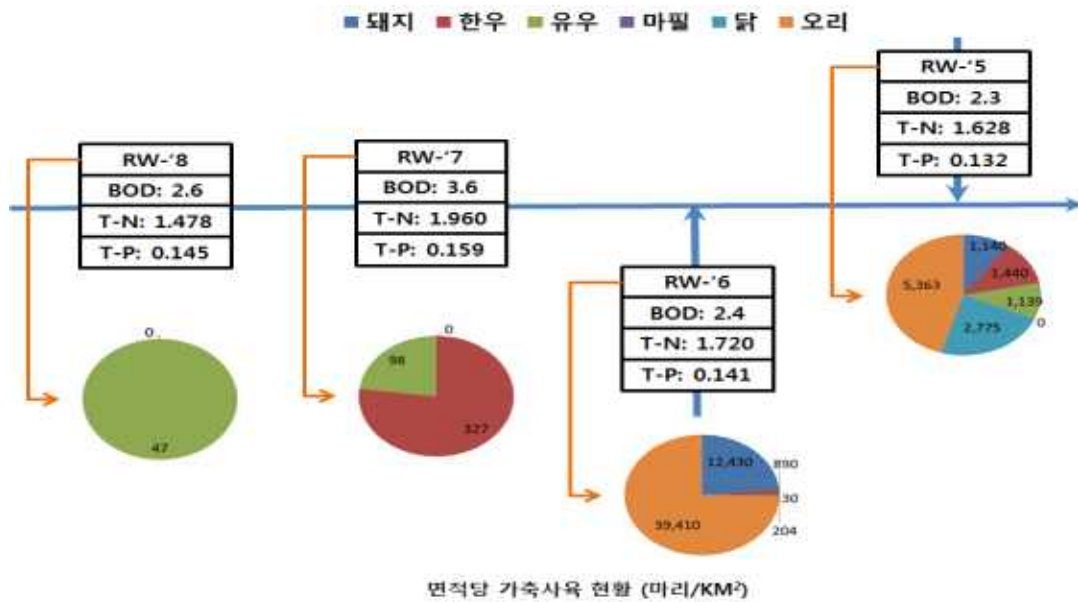 돼지 한우 유우 마필 닭 오리
RW-'5
BOD: 2.3
T-N: 1.628
T-P: 0.132
RW-'8
BOD: 2.6
T-N: 1.478
T-P: 0.145
RW-'7
BOD: 3.6
T-N: 1.960
T-P: 0.159
RW-'6
BOD: 2.4
T-N: 1.720
T-P: 0.141
1,140
1,440
1,139
0
2,775
5,363
0
47
0
98
327
12,430
890
30
204
39,410
면적당 가축사육 현황 (마리/KM²)